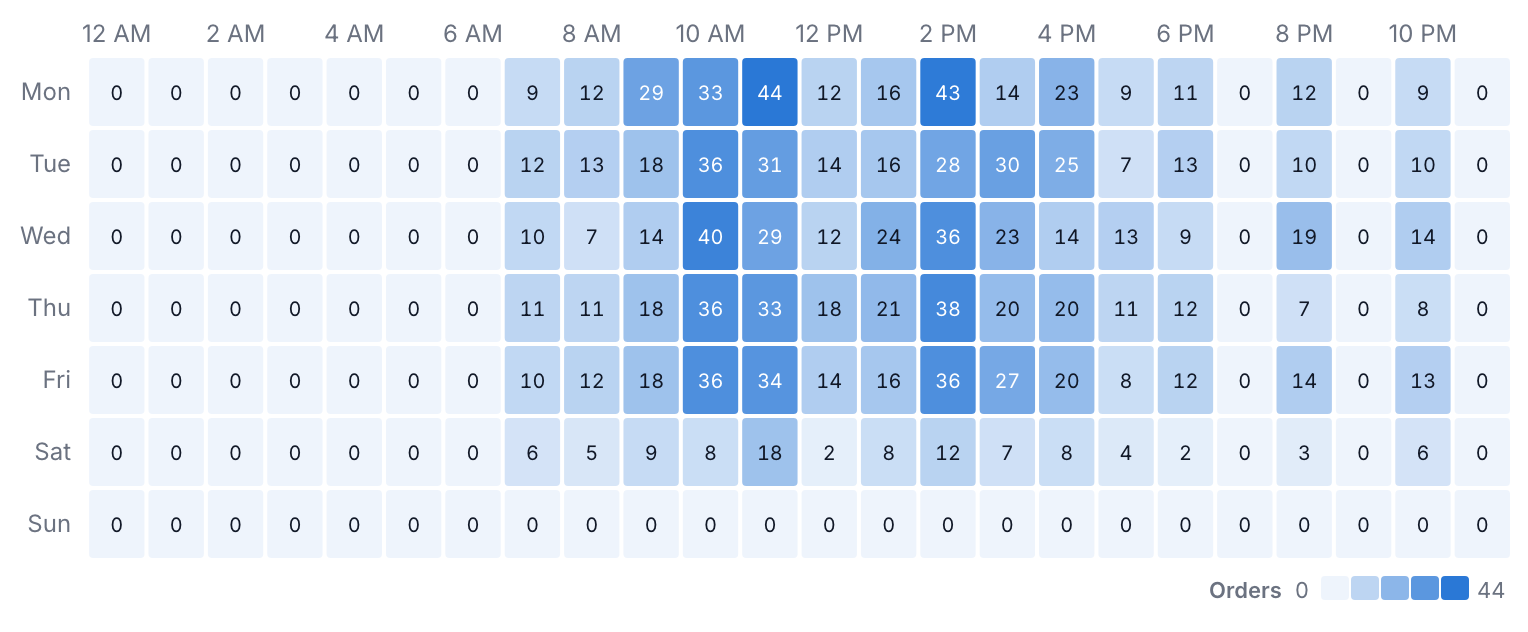 12 AM 2 AM 4 AM 6 AM 8 AM 10 AM 12 PM 2 PM 4 PM 6 PM 8 PM 10 PM
Mon 0 0 0 0 0 0 0 9 12 29 33 44 12 16 43 14 23 9 11 0 12 0 9 0
Tue 0 0 0 0 0 0 0 12 13 18 36 31 14 16 28 30 25 7 13 0 10 0 10 0
Wed 0 0 0 0 0 0 0 10 7 14 40 29 12 24 36 23 14 13 9 0 19 0 14 0
Thu 0 0 0 0 0 0 0 11 11 18 36 33 18 21 38 20 20 11 12 0 7 0 8 0
Fri 0 0 0 0 0 0 0 10 12 18 36 34 14 16 36 27 20 8 12 0 14 0 13 0
Sat 0 0 0 0 0 0 0 6 5 9 8 18 2 8 12 7 8 4 2 0 3 0 6 0
Sun 0 0 0 0 0 0 0 0 0 0 0 0 0 0 0 0 0 0 0 0 0 0 0 0
Orders 0 44